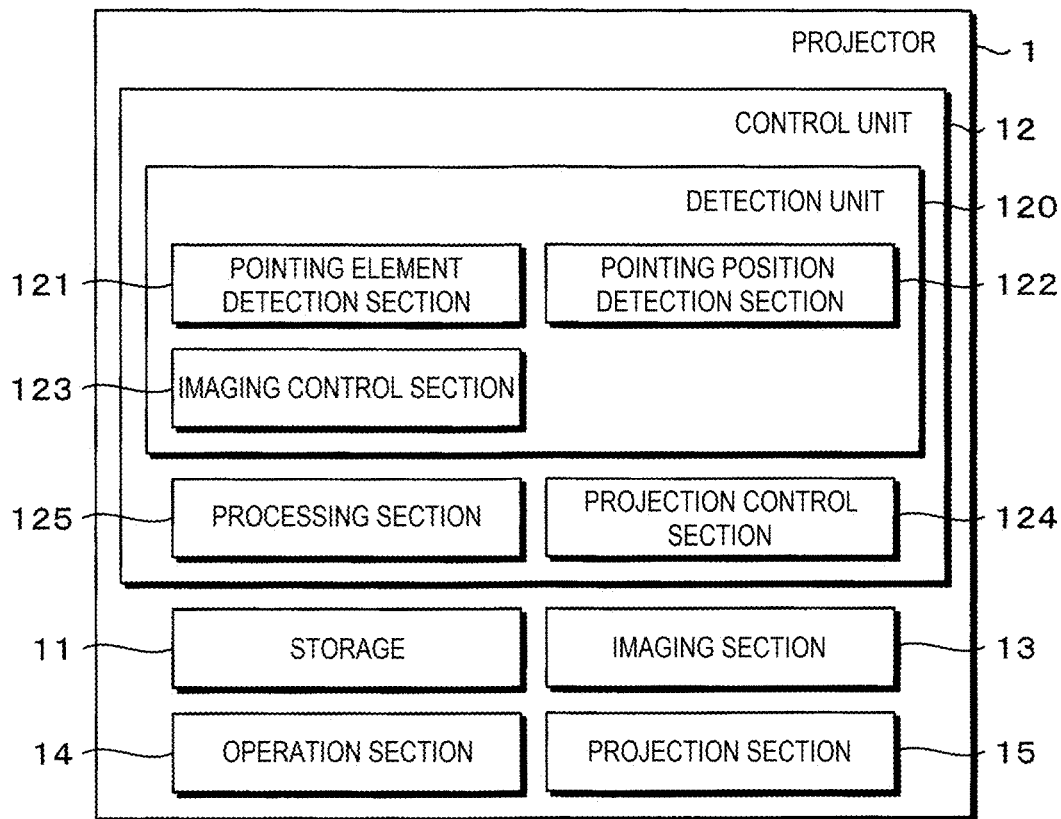 PROJECTOR
1
CONTROL UNIT
12
DETECTION UNIT
120
121
POINTING ELEMENT
DETECTION SECTION
POINTING POSITION
DETECTION SECTION
122
123
IMAGING CONTROL SECTION
125
PROCESSING SECTION
PROJECTION CONTROL
SECTION
124
11
STORAGE
IMAGING SECTION
13
14
OPERATION SECTION
PROJECTION SECTION
15